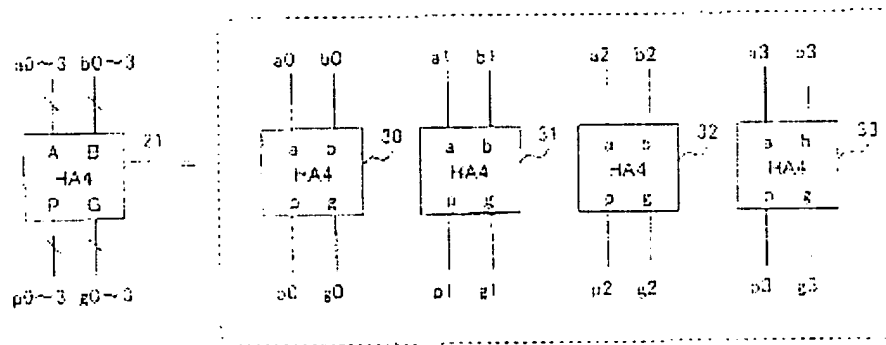 a0~3 b0~3
A B
HA4
P G
21
p0~3 g0~3
=
a0 b0
a b
HA4
p g
30
p0 g0
a1 b1
a b
HA4
p g
31
p1 g1
a2 b2
a b
HA4
p g
32
p2 g2
a3 b3
a b
HA4
p g
33
p3 g3